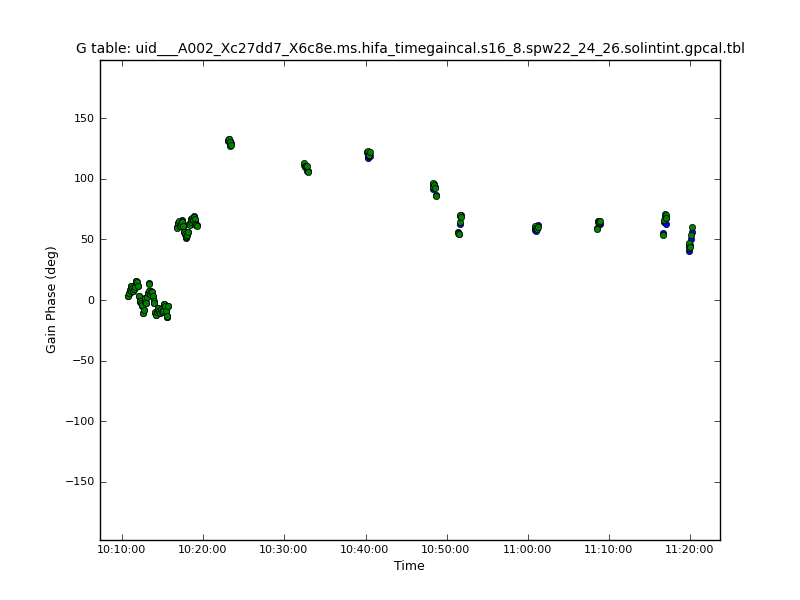 G table: uid___A002_Xc27dd7_X6c8e.ms.hifa_timegaincal.s16_8.spw22_24_26.solintint.gpcal.tbl
Gain Phase (deg)
150
100
50
0
−50
−100
−150
10:10:00 10:20:00 10:30:00 10:40:00 10:50:00 11:00:00 11:10:00 11:20:00
Time